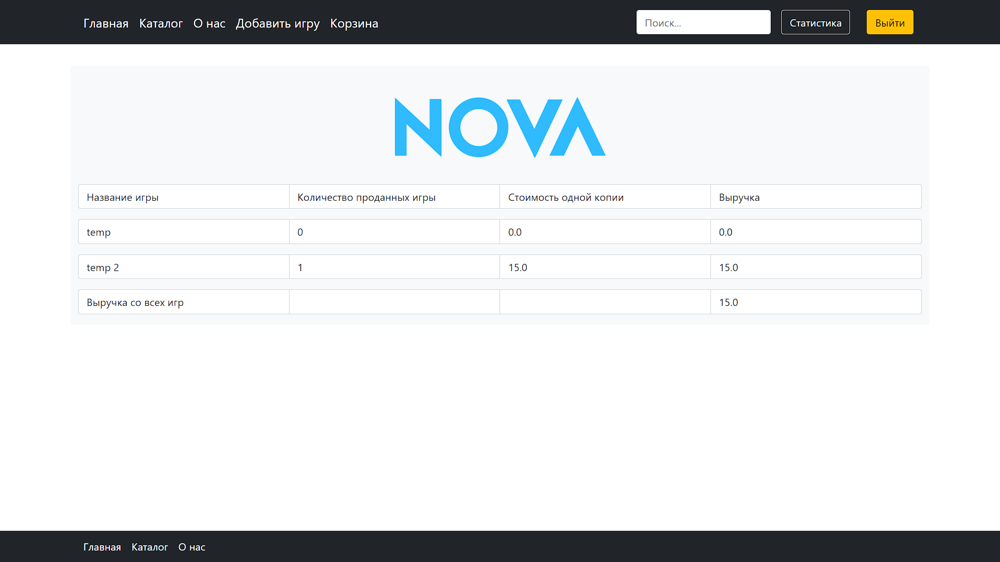 Главная Каталог О нас Добавить игру Корзина Поиск... Статистика Выйти
NOVA
Название игры Количество проданных игры Стоимость одной копии Выручка
temp 0 0.0 0.0
temp 2 1 15.0 15.0
Выручка со всех игр 15.0
Главная Каталог О нас